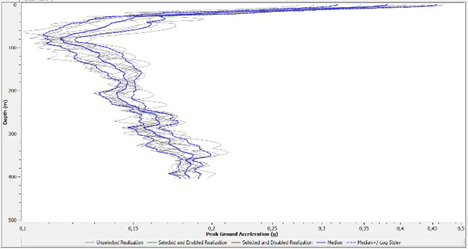 0
100
200
300
400
500
Depth (m)
0,1
0,15
0,2
0,25
0,3
0,35
0,4
0,45
0,5
Peak Ground Acceleration (g)
Unselected Realization
Selected and Enabled Realization
Selected and Disabled Realization
Median
Median+/-Log Stdev